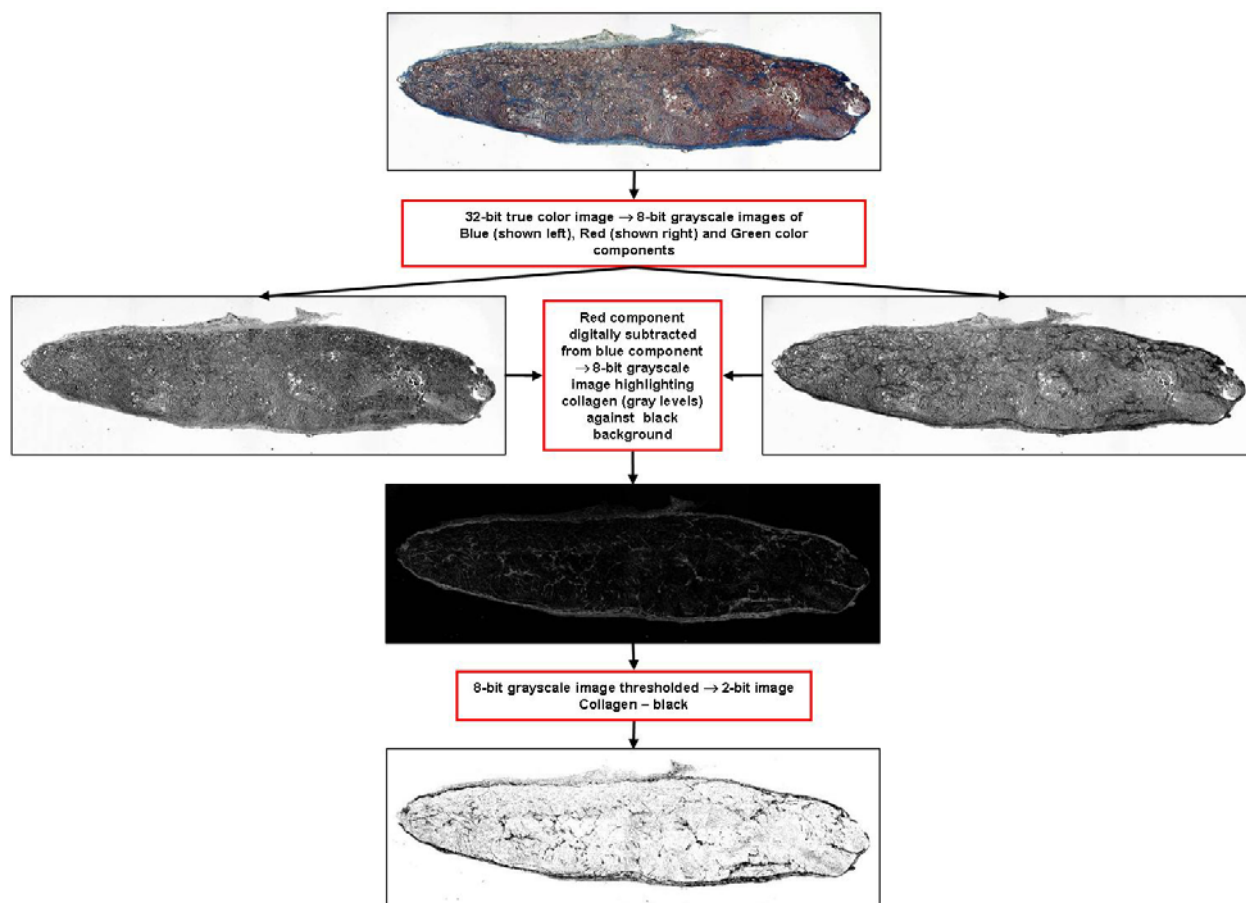 32-bit true color image → 8-bit grayscale images of
Blue (shown left), Red (shown right) and Green color
components
Red component
digitally subtracted
from blue component
→ 8-bit grayscale
image highlighting
collagen (gray levels)
against black
background
8-bit grayscale image thresholded → 2-bit image
Collagen – black